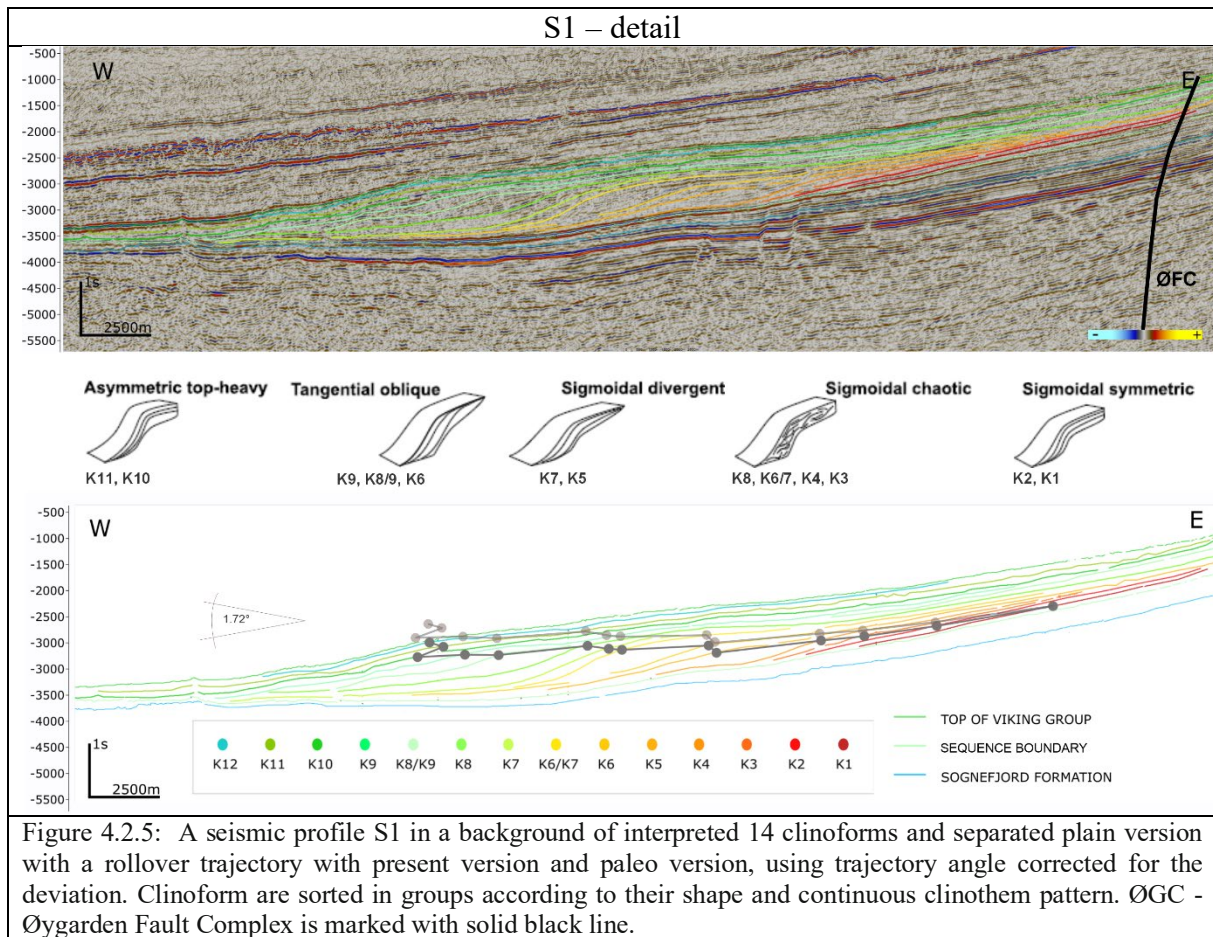 S1 – detail
W
E
-500
-1000
-1500
-2000
-2500
-3000
-3500
-4000
-4500
-5000
-5500
1s
2500m
ØFC
- +
Asymmetric top-heavy
K11, K10
Tangential oblique
K9, K8/9, K6
Sigmoidal divergent
K7, K5
Sigmoidal chaotic
K8, K6/7, K4, K3
Sigmoidal symmetric
K2, K1
W
E
-500
-1000
-1500
-2000
-2500
-3000
-3500
-4000
-4500
-5000
-5500
1.72°
1s
2500m
K12 K11 K10 K9 K8/K9 K8 K7 K6/K7 K6 K5 K4 K3 K2 K1
TOP OF VIKING GROUP
SEQUENCE BOUNDARY
SOGNEFJORD FORMATION
Figure 4.2.5: A seismic profile S1 in a background of interpreted 14 clinoforms and separated plain version
with a rollover trajectory with present version and paleo version, using trajectory angle corrected for the
deviation. Clinoform are sorted in groups according to their shape and continuous clinothem pattern. ØGC -
Øygarden Fault Complex is marked with solid black line.